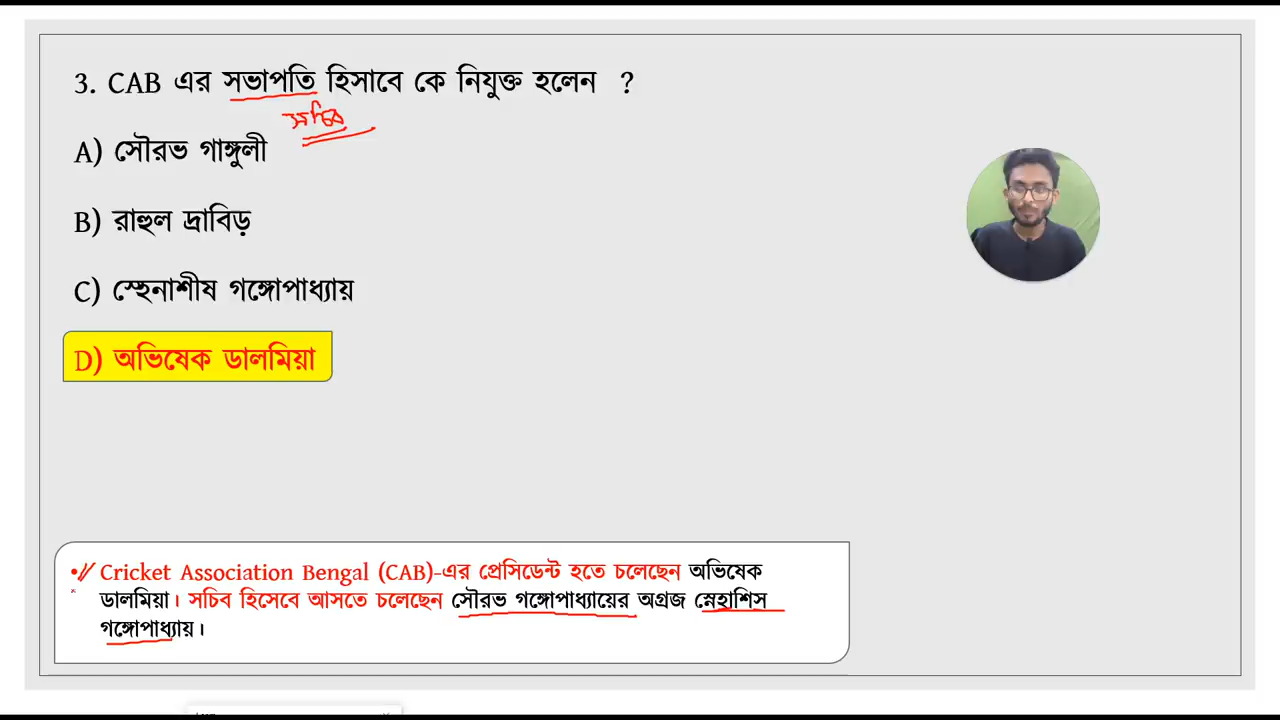 3. CAB এর সভাপতি হিসাবে কে নিযুক্ত হলেন ?
সচিব
A) সৌরভ গাঙ্গুলী
B) রাহুল দ্রাবিড়
C) স্হেনাশীষ গঙ্গোপাধ্যায়
D) অভিষেক ডালমিয়া
• Cricket Association Bengal (CAB)-এর প্রেসিডেন্ট হতে চলেছেন অভিষেক
ডালমিয়া। সচিব হিসেবে আসতে চলেছেন সৌরভ গঙ্গোপাধ্যায়ের অগ্রজ স্নেহাশিস
গঙ্গোপাধ্যায়।